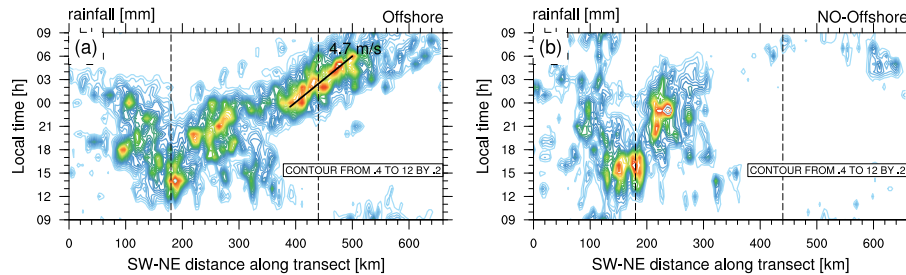 rainfall [mm] Offshore
(a)
4.7 m/s
Local time [h]
09
06
03
00
21
18
15
12
09
CONTOUR FROM .4 TO 12 BY .2
0 100 200 300 400 500 600
SW-NE distance along transect [km]
rainfall [mm] NO-Offshore
(b)
Local time [h]
09
06
03
00
21
18
15
12
09
CONTOUR FROM .4 TO 12 BY .2
0 100 200 300 400 500 600
SW-NE distance along transect [km]